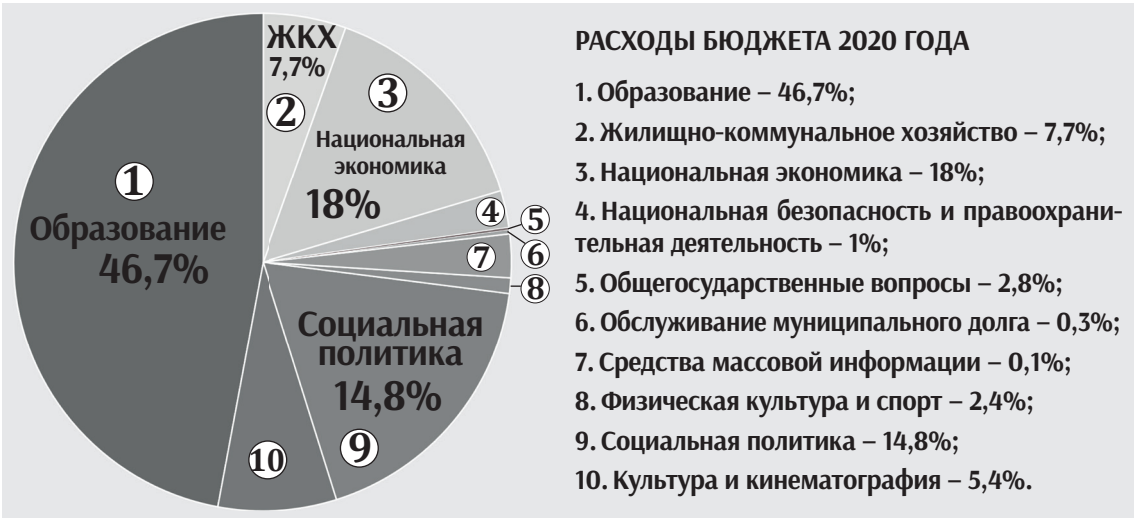 ЖКХ
7,7%
2
3
Национальная
экономика
18%
1
Образование
46,7%
4
5
6
7
8
Социальная
политика
14,8%
9
10
РАСХОДЫ БЮДЖЕТА 2020 ГОДА
1. Образование – 46,7%;
2. Жилищно-коммунальное хозяйство – 7,7%;
3. Национальная экономика – 18%;
4. Национальная безопасность и правоохрани-
тельная деятельность – 1%;
5. Общегосударственные вопросы – 2,8%;
6. Обслуживание муниципального долга – 0,3%;
7. Средства массовой информации – 0,1%;
8. Физическая культура и спорт – 2,4%;
9. Социальная политика – 14,8%;
10. Культура и кинематография – 5,4%.